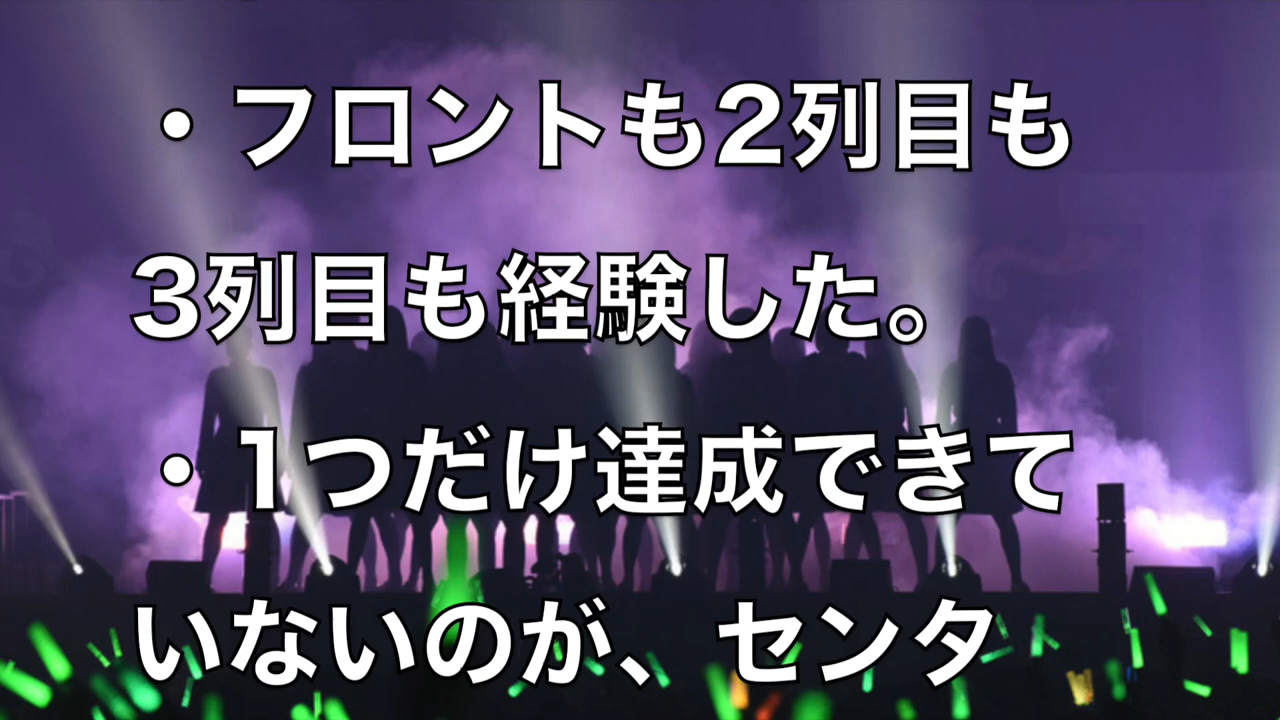 ・フロントも2列目も
3列目も経験した。
・1つだけ達成できて
いないのが、センタ